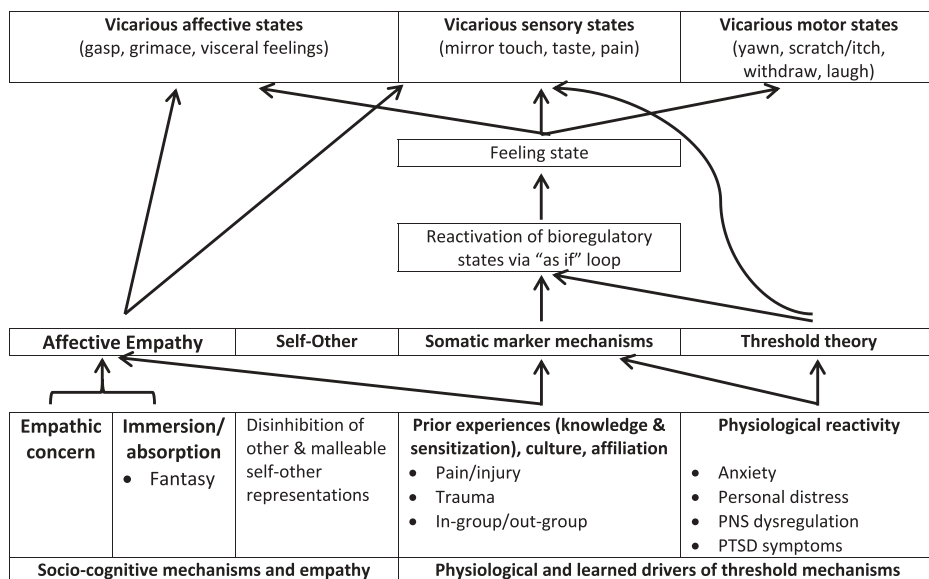 Vicarious affective states
(gasp, grimace, visceral feelings)
Vicarious sensory states
(mirror touch, taste, pain)
Vicarious motor states
(yawn, scratch/itch,
withdraw, laugh)
Feeling state
Reactivation of bioregulatory
states via “as if” loop
Affective Empathy
Self-Other
Somatic marker mechanisms
Threshold theory
Empathic
concern
Immersion/
absorption
• Fantasy
Disinhibition of
other & malleable
self-other
representations
Prior experiences (knowledge &
sensitization), culture, affiliation
• Pain/injury
• Trauma
• In-group/out-group
Physiological reactivity
• Anxiety
• Personal distress
• PNS dysregulation
• PTSD symptoms
Socio-cognitive mechanisms and empathy
Physiological and learned drivers of threshold mechanisms